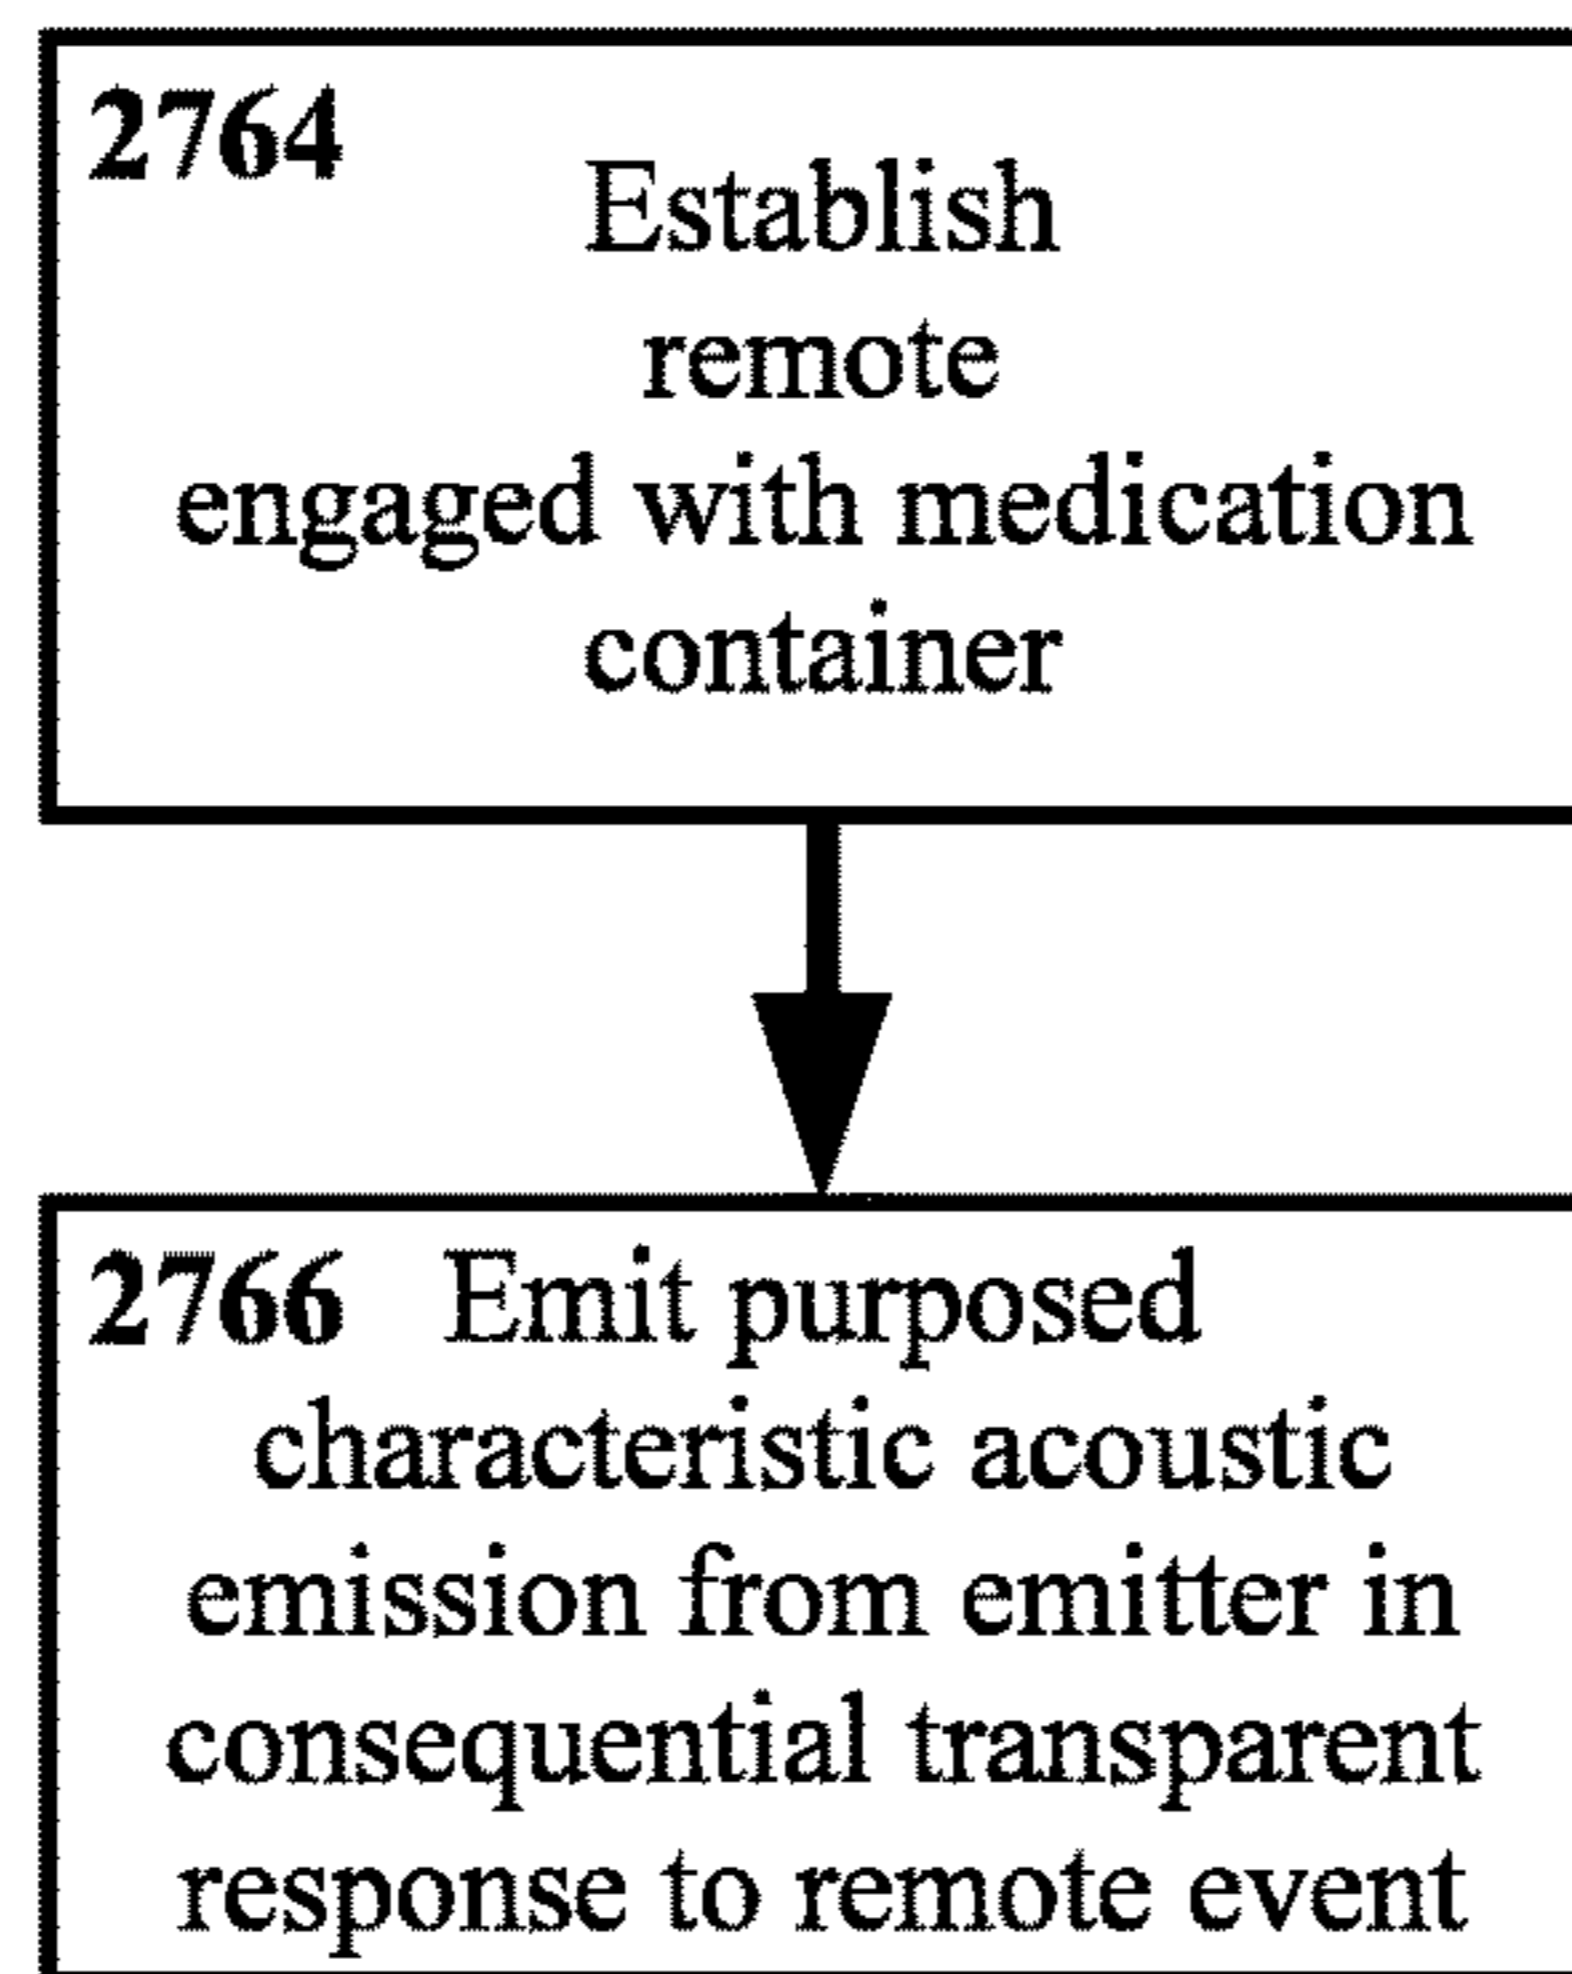 2764
Establish
remote
engaged with medication
container
2766 Emit purposed
characteristic acoustic
emission from emitter in
consequential transparent
response to remote event